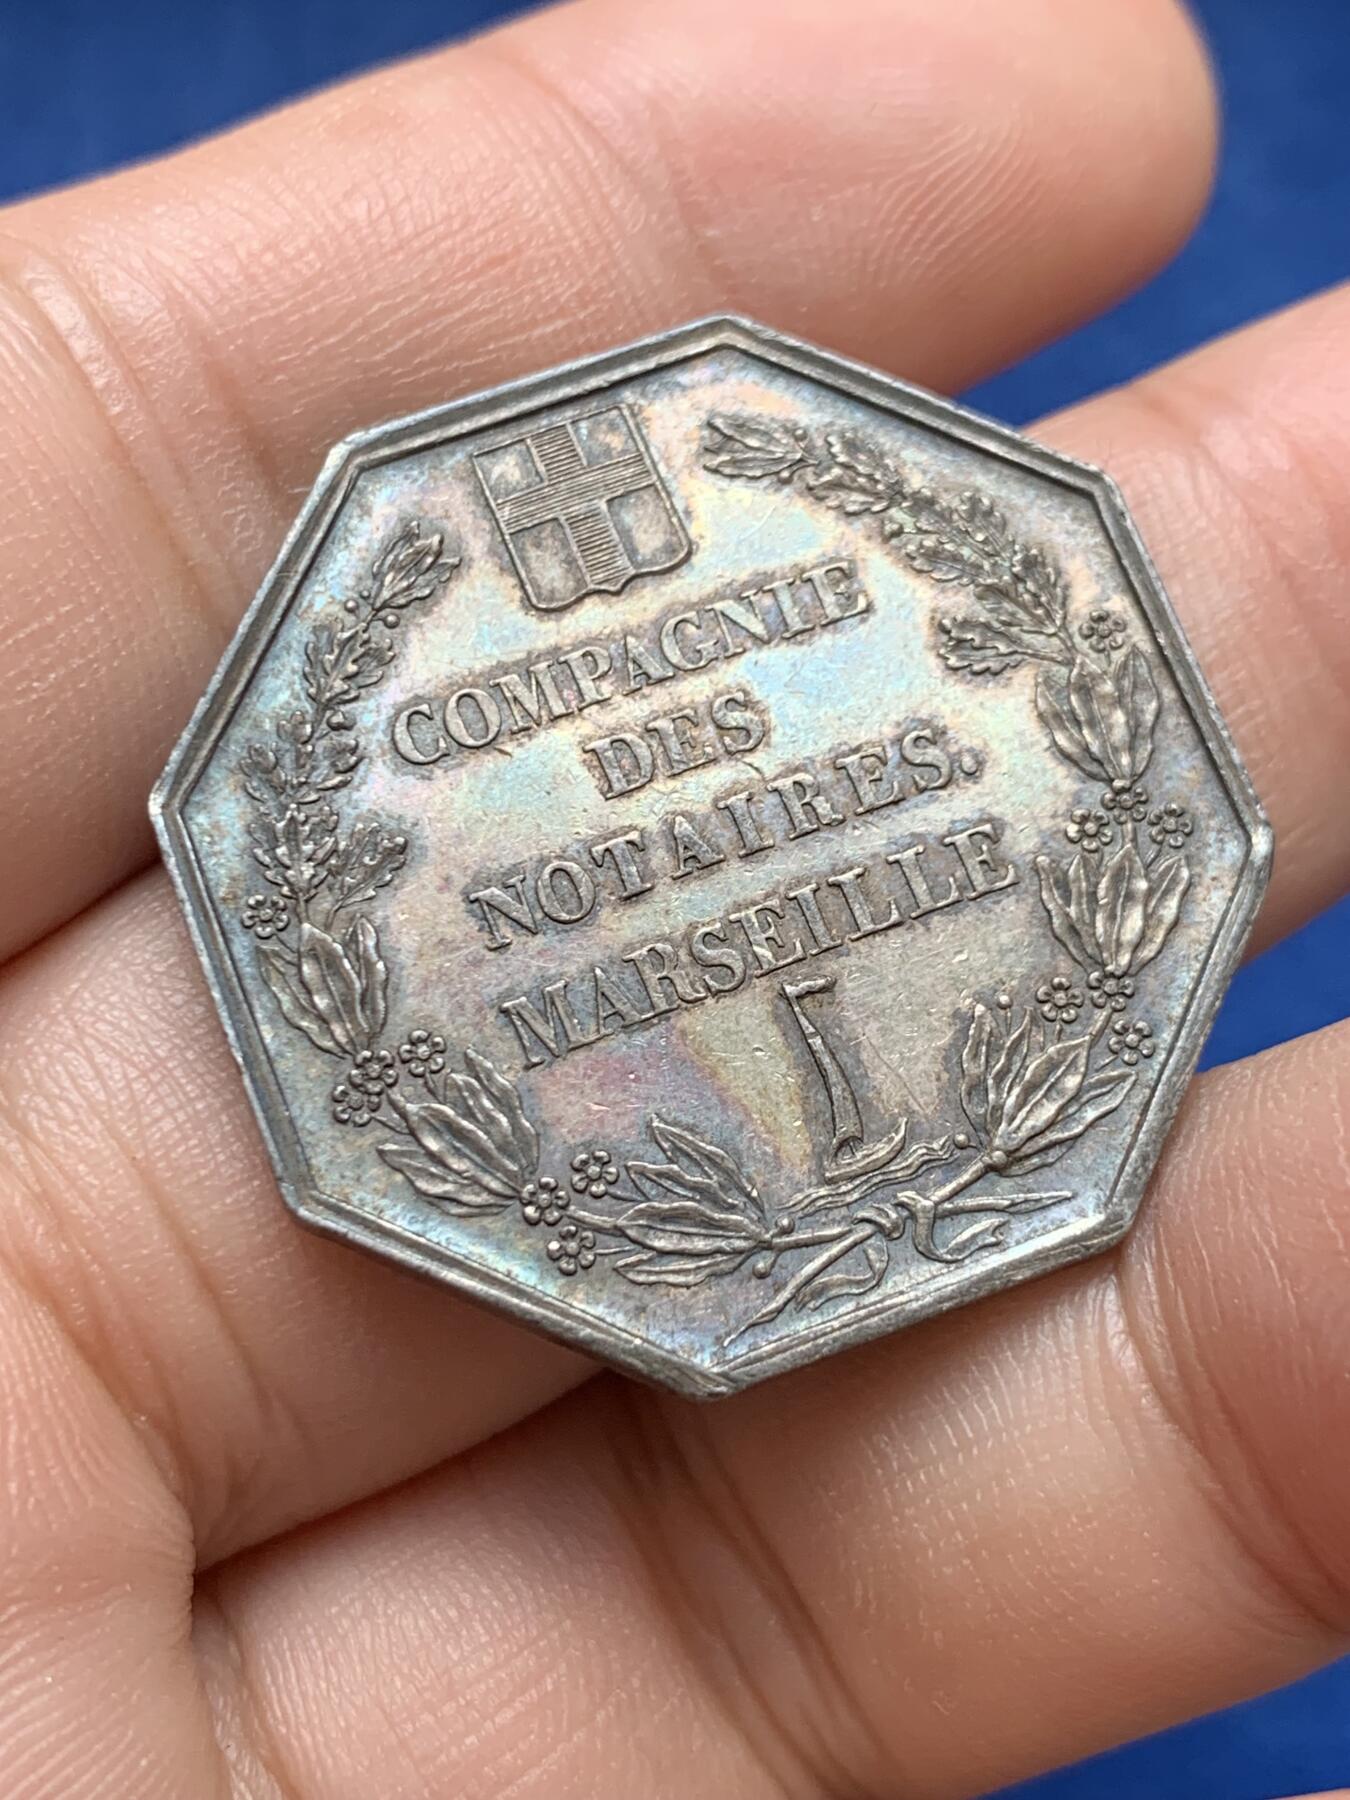 COMPAGNIE
DES
NOTAIRES.
MARSEILLE